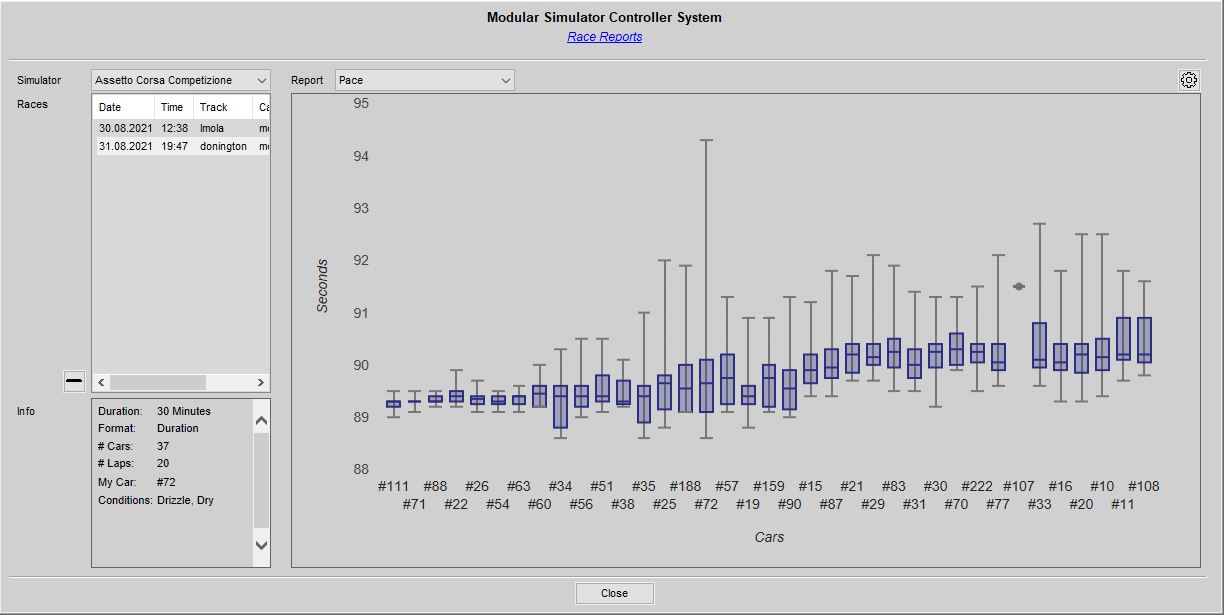 Modular Simulator Controller System
Race Reports
Simulator Assetto Corsa Competizione Report Pace
Races
Date Time Track Ca
30.08.2021 12:38 Imola mo
31.08.2021 19:47 donington mo
Info
Duration: 30 Minutes
Format: Duration
# Cars: 37
# Laps: 20
My Car: #72
Conditions: Drizzle, Dry
95
94
93
92
91
90
89
88
Seconds
#111 #88 #26 #63 #34 #51 #35 #188 #57 #159 #15 #21 #83 #30 #222 #107 #16 #10 #108
#71 #22 #54 #60 #56 #38 #25 #72 #19 #90 #87 #29 #31 #70 #77 #33 #20 #11
Cars
Close